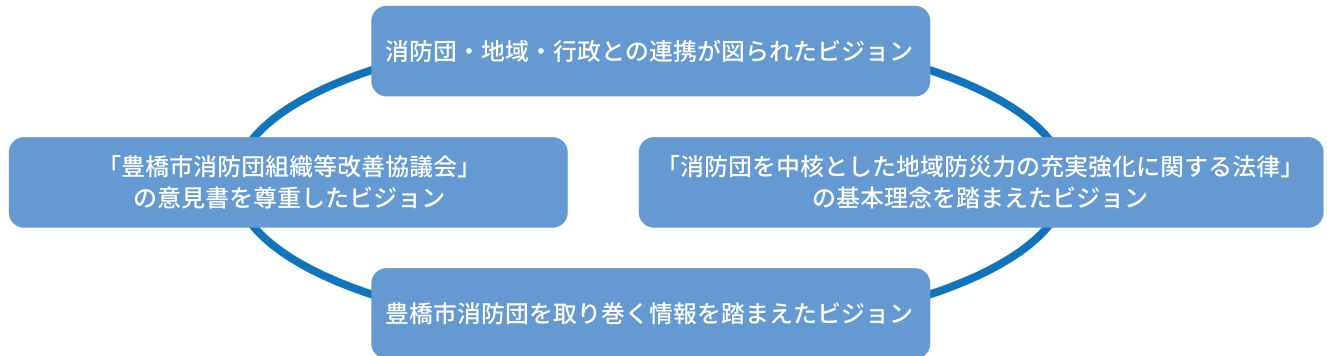 消防団・地域・行政との連携が図られたビジョン
「豊橋市消防団組織等改善協議会」
の意見書を尊重したビジョン
「消防団を中核とした地域防災力の充実強化に関する法律」
の基本理念を踏まえたビジョン
豊橋市消防団を取り巻く情報を踏まえたビジョン